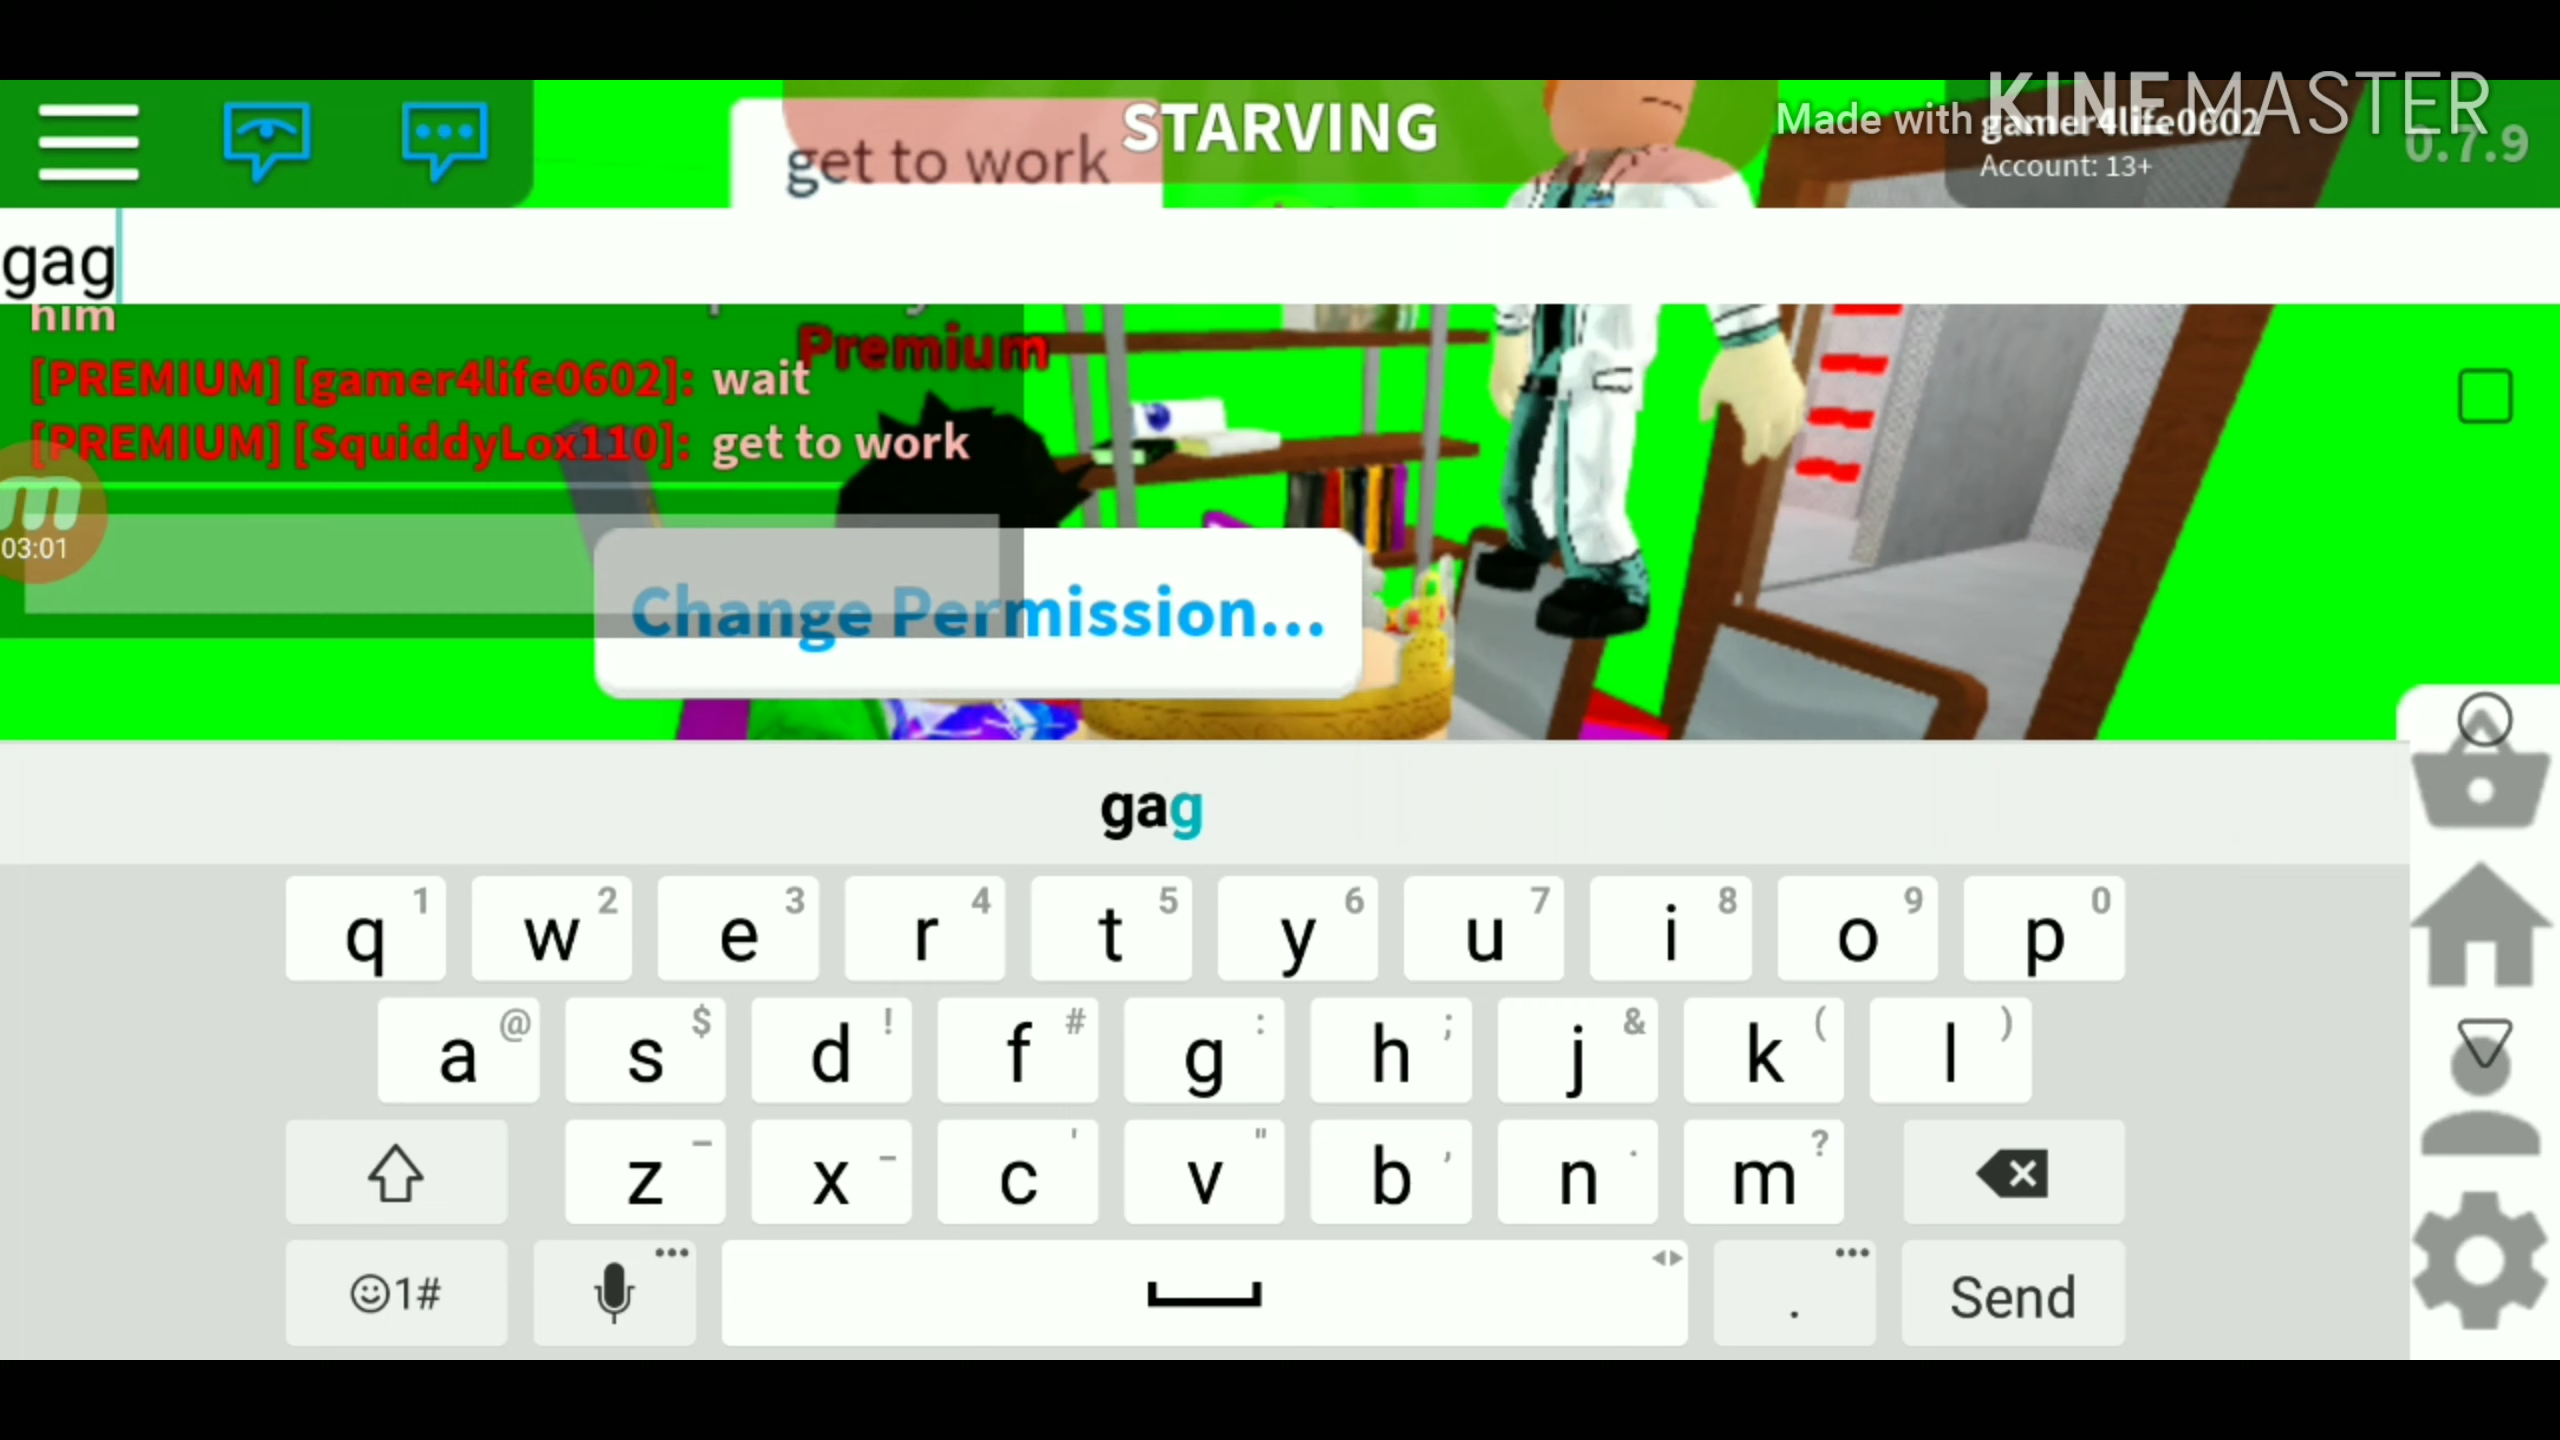 Made with KINEMASTER
STARVING
get to work
gamer4life0602
Account: 13+
0.7.9
gag
him
Premium
[PREMIUM] [gamer4life0602]: wait
[PREMIUM] [SquiddyLox110]: get to work
m
03:01
Change Permission...
gag
q 1 w 2 e 3 r 4 t 5 y 6 u 7 i 8 o 9 p 0
a @ s $ d ! f # g : h ; j & k ( l )
z – x _ c ' v " b , n · m ?
☺1# . Send